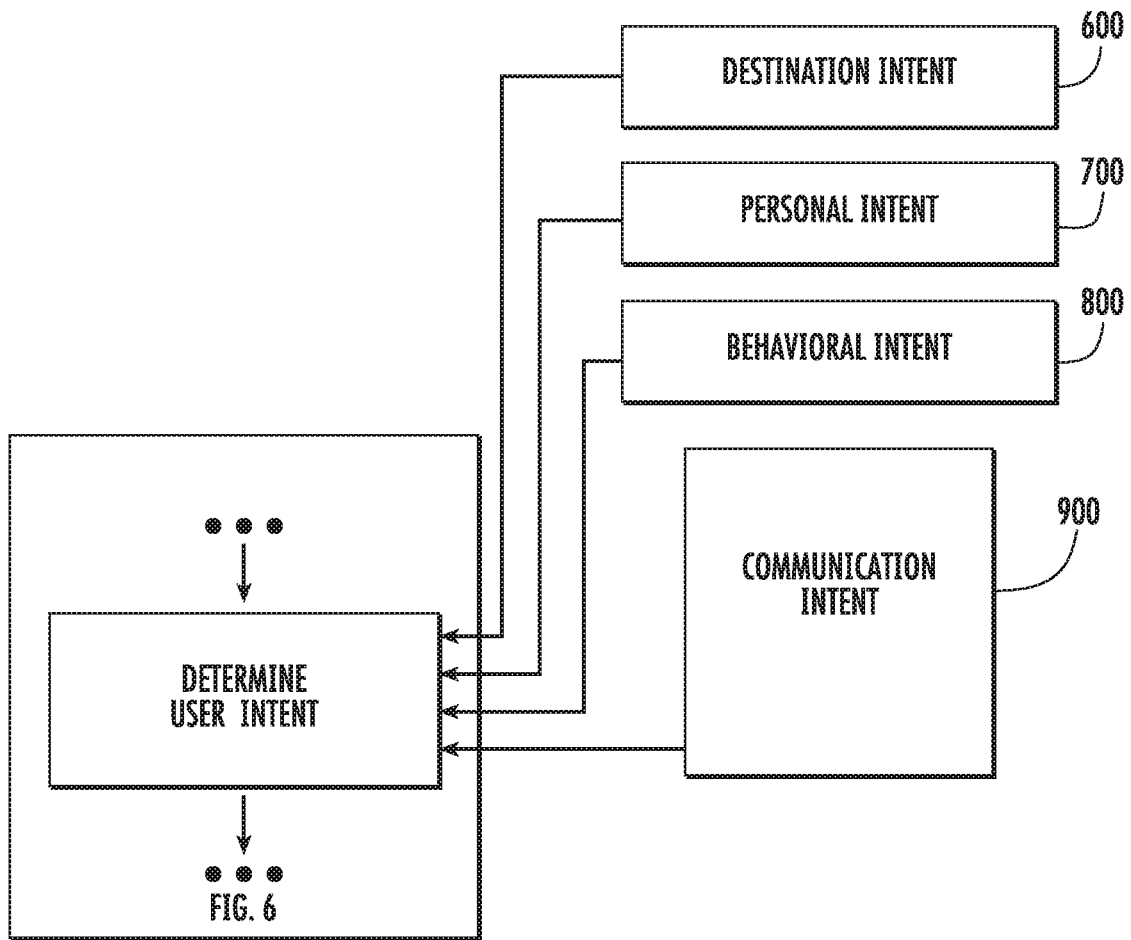 600
DESTINATION INTENT
700
PERSONAL INTENT
800
BEHAVIORAL INTENT
900
COMMUNICATION
INTENT
DETERMINE
USER INTENT
FIG. 6